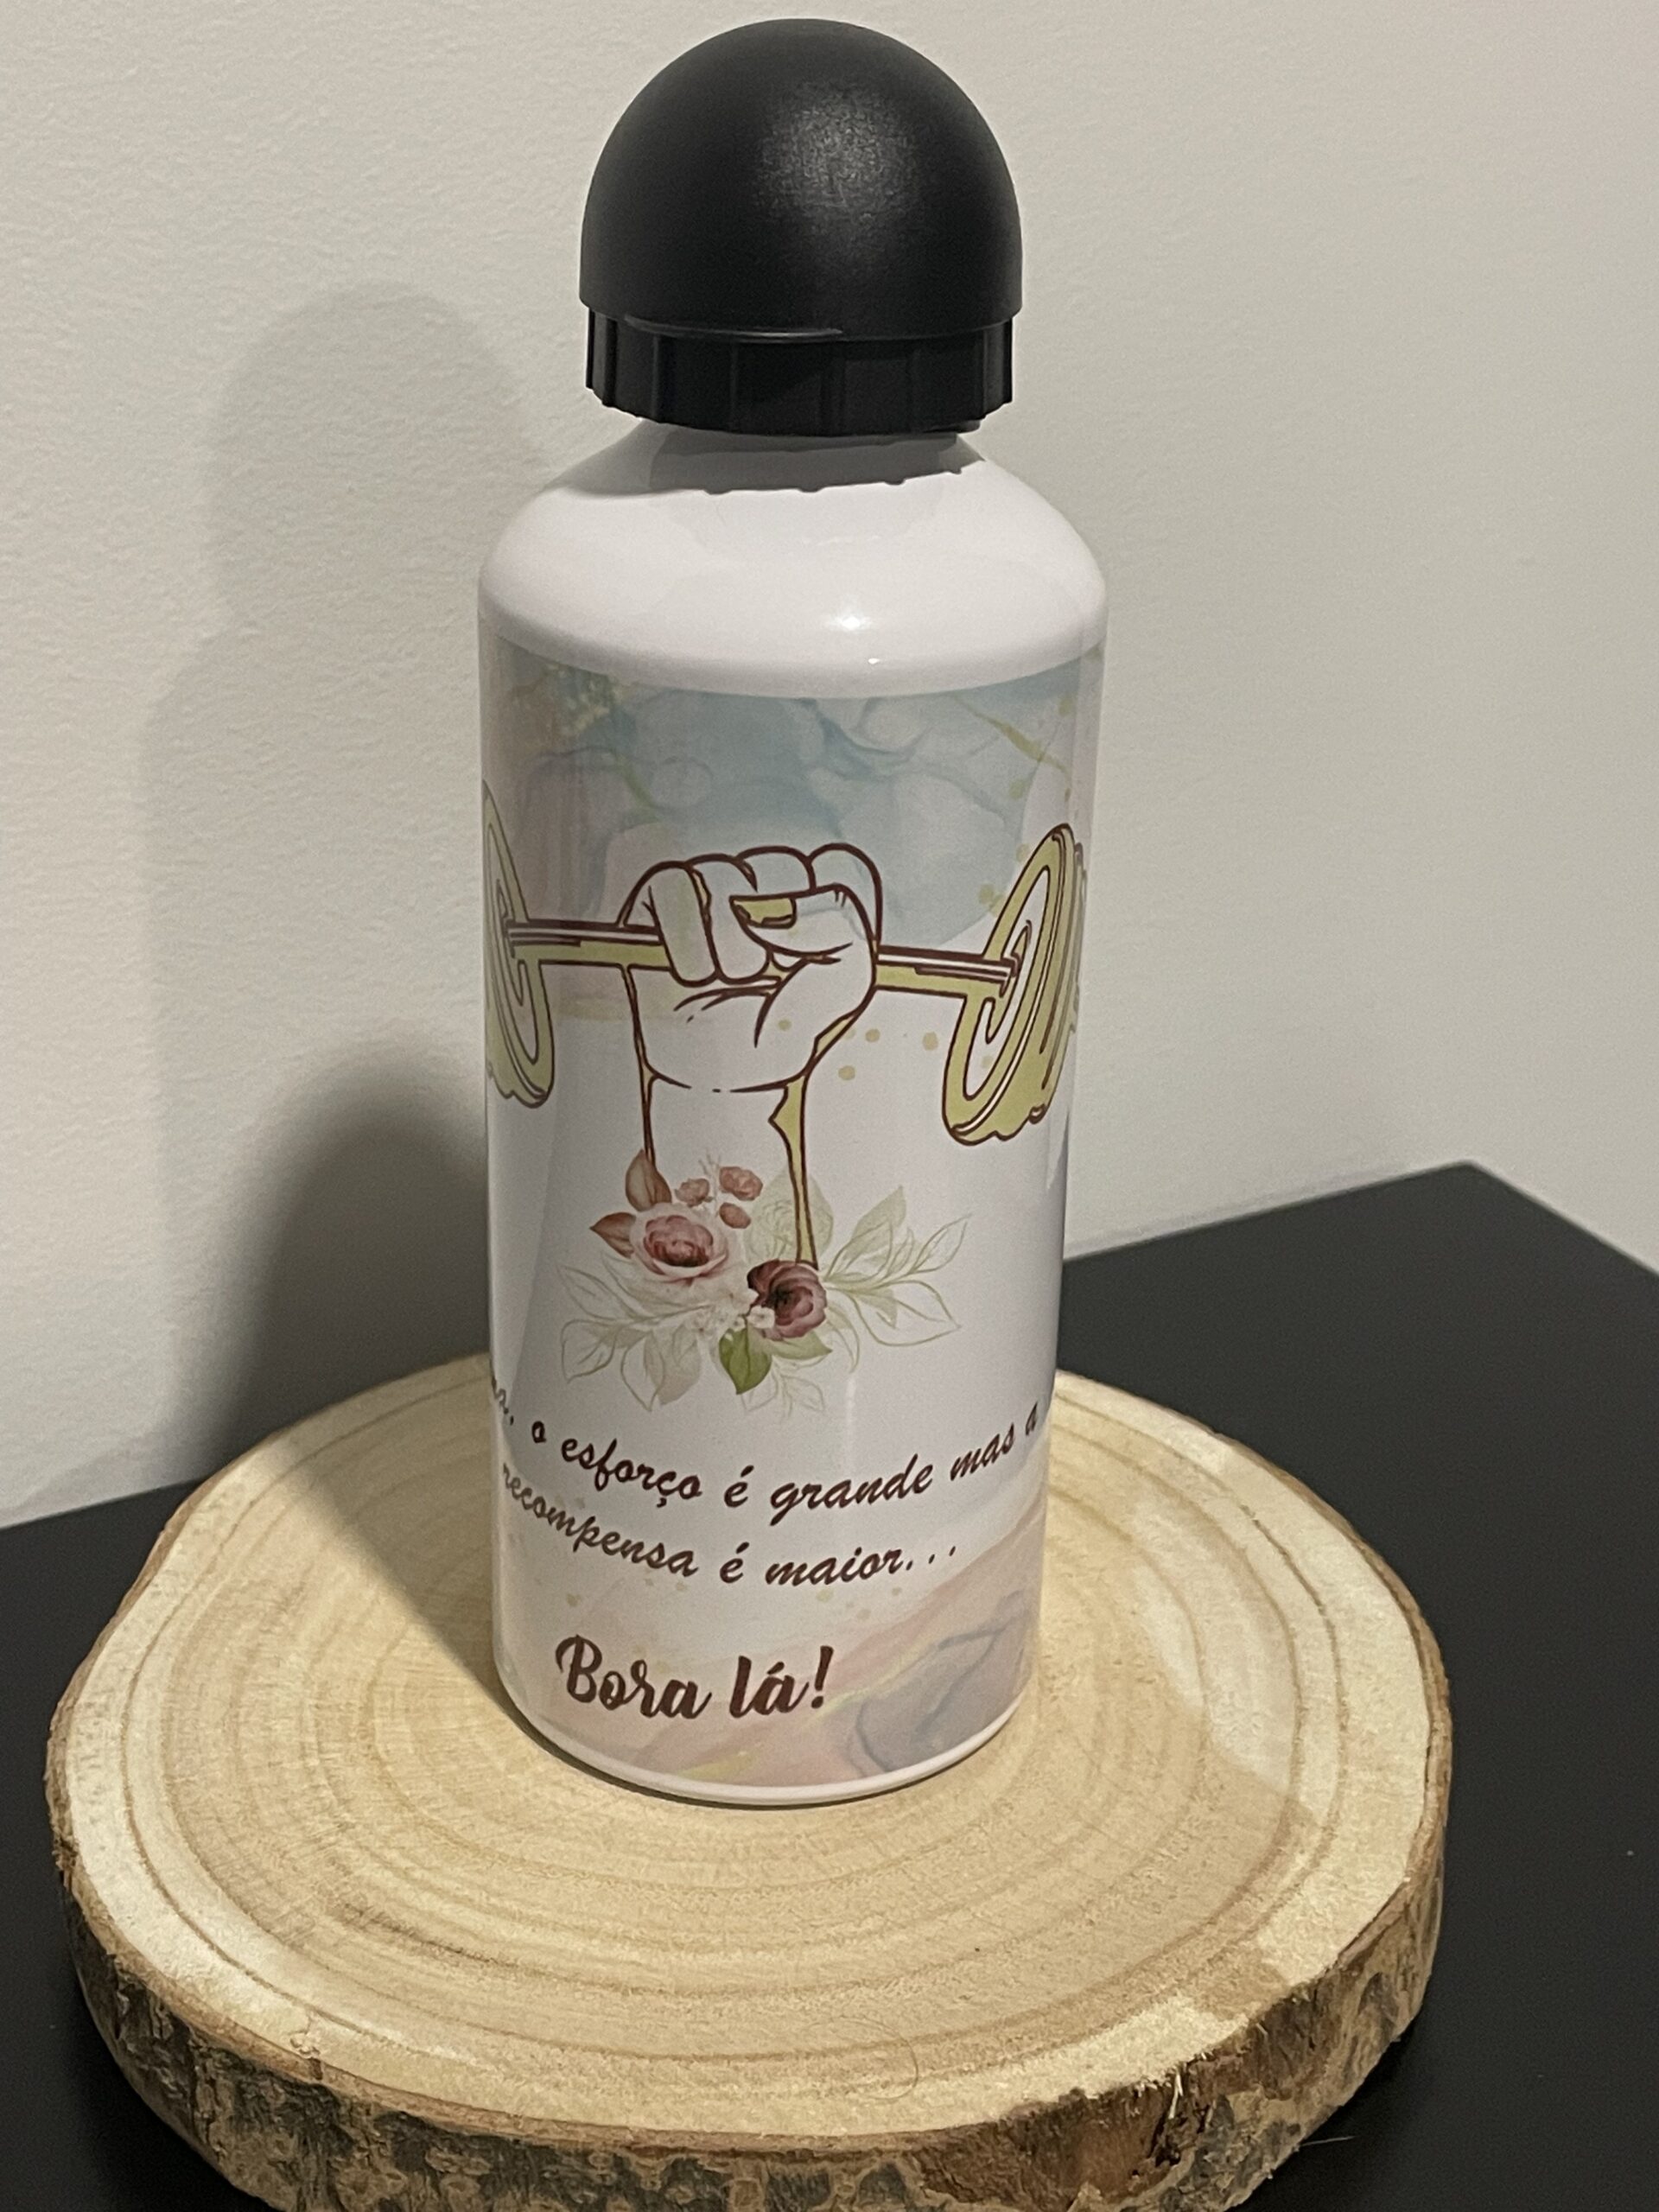 o esforço é grande mas a
recompensa é maior...
Bora lá!